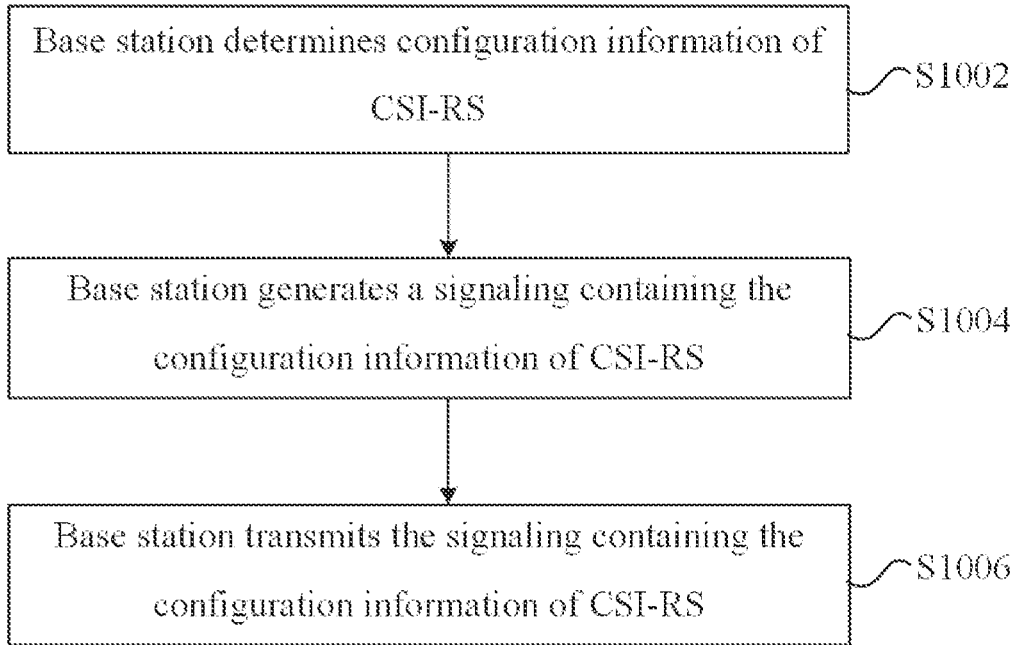 Base station determines configuration information of
CSI-RS
S1002
Base station generates a signaling containing the
configuration information of CSI-RS
S1004
Base station transmits the signaling containing the
configuration information of CSI-RS
S1006